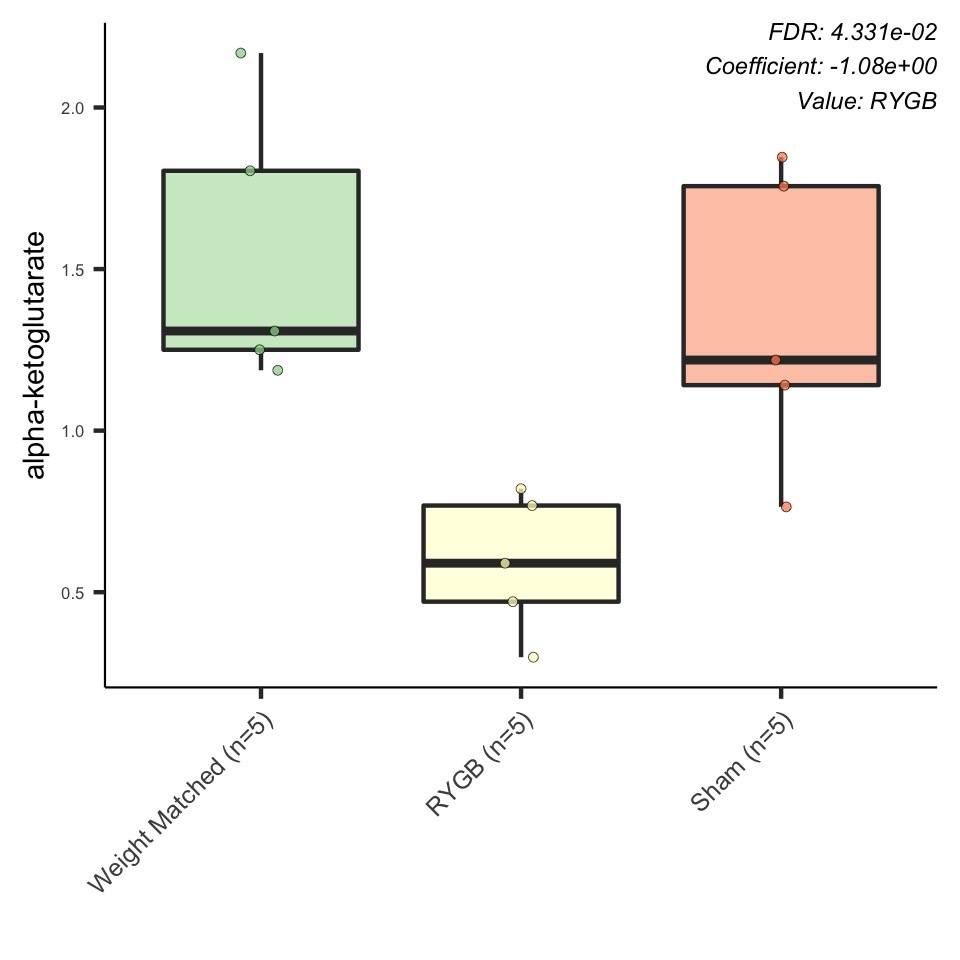 FDR: 4.331e-02
Coefficient: -1.08e+00
Value: RYGB
alpha-ketoglutarate
2.0
1.5
1.0
0.5
Weight Matched (n=5)
RYGB (n=5)
Sham (n=5)